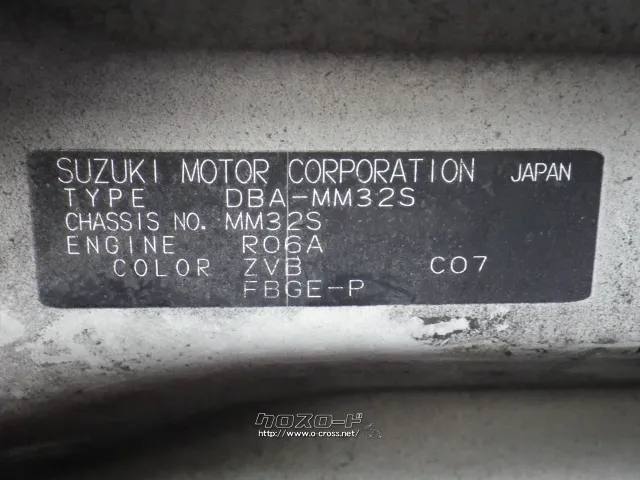 SUZUKI MOTOR CORPORATION JAPAN
TYPE DBA-MM32S
CHASSIS NO. MM32S
ENGINE R06A
COLOR ZVB C07
FBGE-P
クロスロード
http://www.o-cross.net/